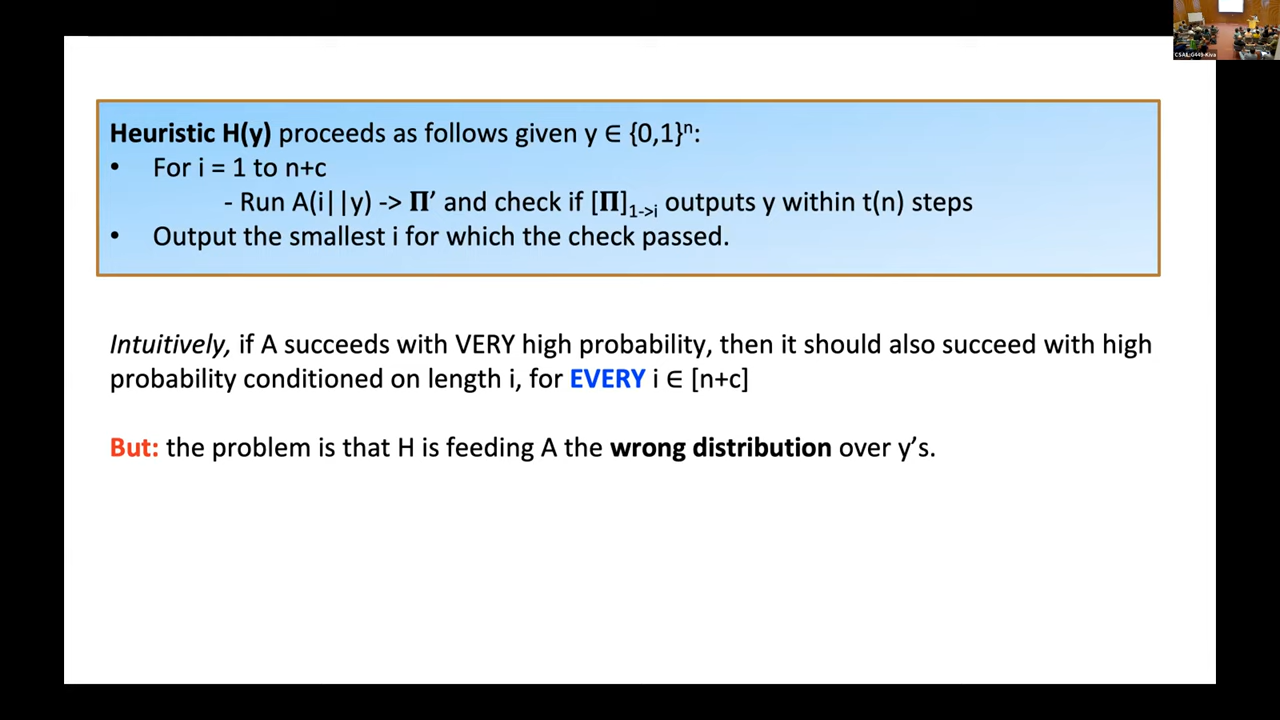 Heuristic H(y) proceeds as follows given y ∈ {0,1}ⁿ:
• For i = 1 to n+c
- Run A(i||y) -> Π′ and check if [Π]₁->ᵢ outputs y within t(n) steps
• Output the smallest i for which the check passed.
Intuitively, if A succeeds with VERY high probability, then it should also succeed with high
probability conditioned on length i, for EVERY i ∈ [n+c]
But: the problem is that H is feeding A the wrong distribution over y’s.